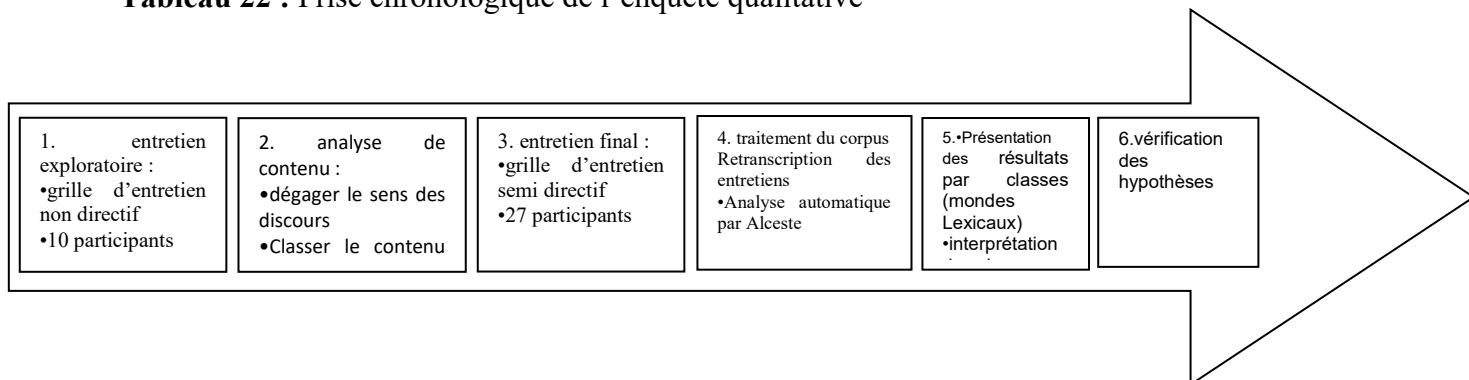 Tableau 22 : Prise chronologique de l'enquête qualitative
1. entretien
exploratoire :
•grille d'entretien
non directif
•10 participants
2. analyse de
contenu :
•dégager le sens des
discours
•Classer le contenu
3. entretien final :
•grille d'entretien
semi directif
•27 participants
4. traitement du corpus
Retranscription des
entretiens
•Analyse automatique
par Alceste
5.•Présentation
des résultats
par classes
(mondes
Lexicaux)
•interprétation
6.vérification
des
hypothèses